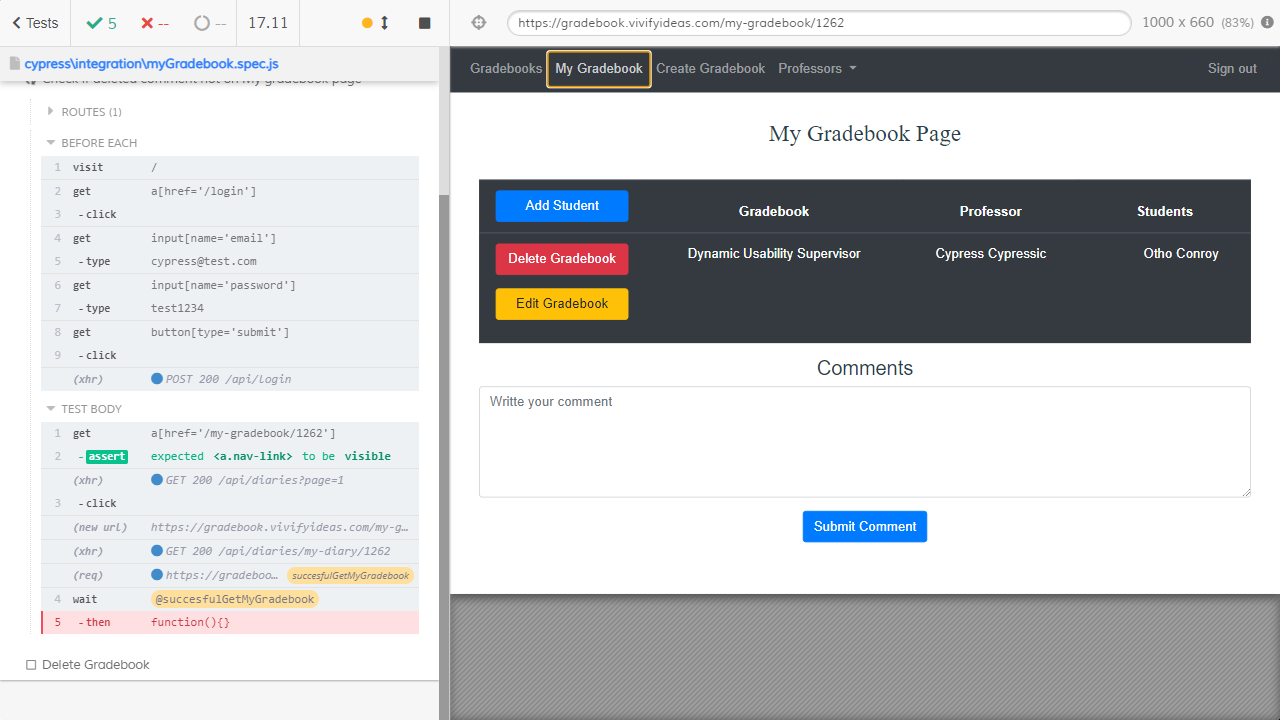 Tests
5
--
--
17.11
https://gradebook.vivifyideas.com/my-gradebook/1262
1000 x 660 (83%)
cypress\integration\myGradebook.spec.js
Check if deleted comment not on My gradebook page
ROUTES (1)
BEFORE EACH
1 visit /
2 get a[href='/login']
3 -click
4 get input[name='email']
5 -type cypress@test.com
6 get input[name='password']
7 -type test1234
8 get button[type='submit']
9 -click
(xhr) POST 200 /api/login
TEST BODY
1 get a[href='/my-gradebook/1262']
2 -assert expected <a.nav-link> to be visible
(xhr) GET 200 /api/diaries?page=1
3 -click
(new url) https://gradebook.vivifyideas.com/my-g...
(xhr) GET 200 /api/diaries/my-diary/1262
(req) https://gradeboo... succesfulGetMyGradebook
4 wait @succesfulGetMyGradebook
5 -then function(){}
Delete Gradebook
Gradebooks My Gradebook Create Gradebook Professors Sign out
My Gradebook Page
Add Student Gradebook Professor Students
Delete Gradebook Dynamic Usability Supervisor Cypress Cypressic Otho Conroy
Edit Gradebook
Comments
Writte your comment
Submit Comment